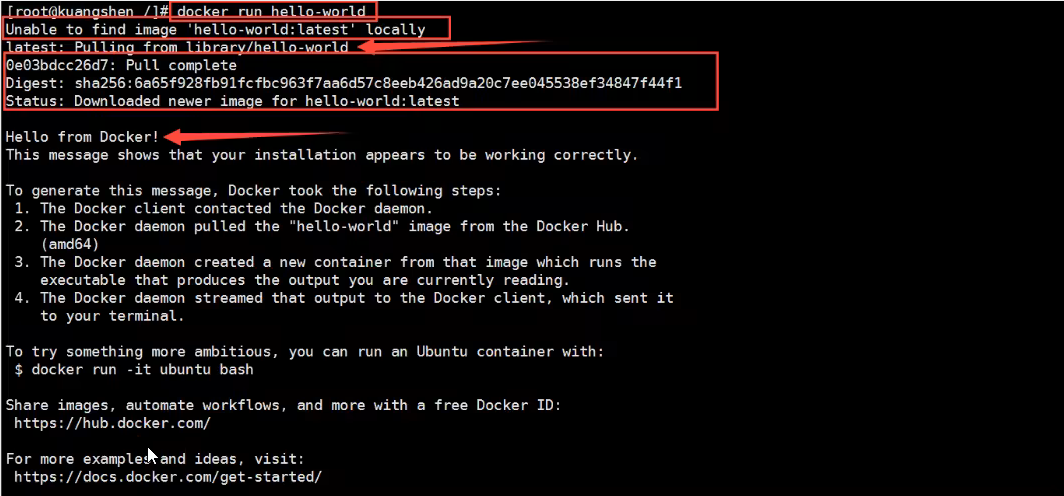 [root@kuangshen /]# docker run hello-world
Unable to find image 'hello-world:latest' locally
latest: Pulling from library/hello-world
0e03bdcc26d7: Pull complete
Digest: sha256:6a65f928fb91fcfbc963f7aa6d57c8eeb426ad9a20c7ee045538ef34847f44f1
Status: Downloaded newer image for hello-world:latest
Hello from Docker!
This message shows that your installation appears to be working correctly.
To generate this message, Docker took the following steps:
1. The Docker client contacted the Docker daemon.
2. The Docker daemon pulled the "hello-world" image from the Docker Hub.
(amd64)
3. The Docker daemon created a new container from that image which runs the
executable that produces the output you are currently reading.
4. The Docker daemon streamed that output to the Docker client, which sent it
to your terminal.
To try something more ambitious, you can run an Ubuntu container with:
$ docker run -it ubuntu bash
Share images, automate workflows, and more with a free Docker ID:
https://hub.docker.com/
For more examples and ideas, visit:
https://docs.docker.com/get-started/